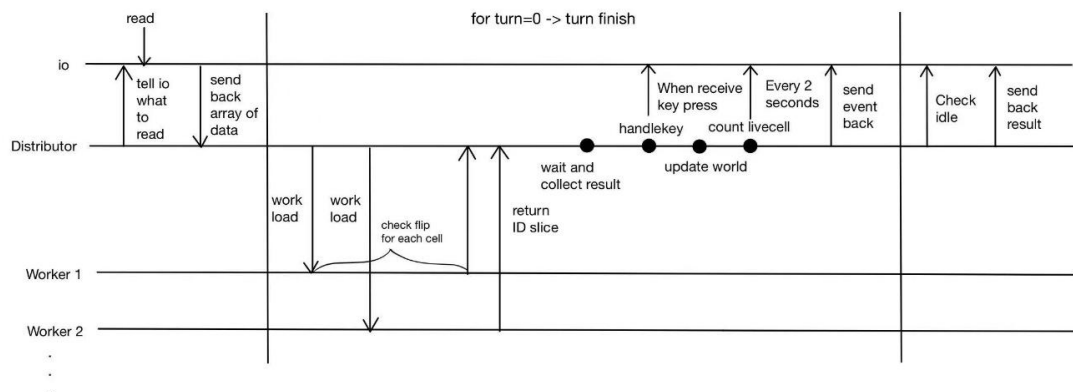 read
for turn=0 -> turn finish
io
tell io
what
to
read
send
back
array of
data
When receive
key press
Every 2
seconds
send
event
back
Check
idle
send
back
result
handlekey
count livecell
Distributor
wait and
collect result
update world
work
load
work
load
check flip
for each cell
return
ID slice
Worker 1
Worker 2